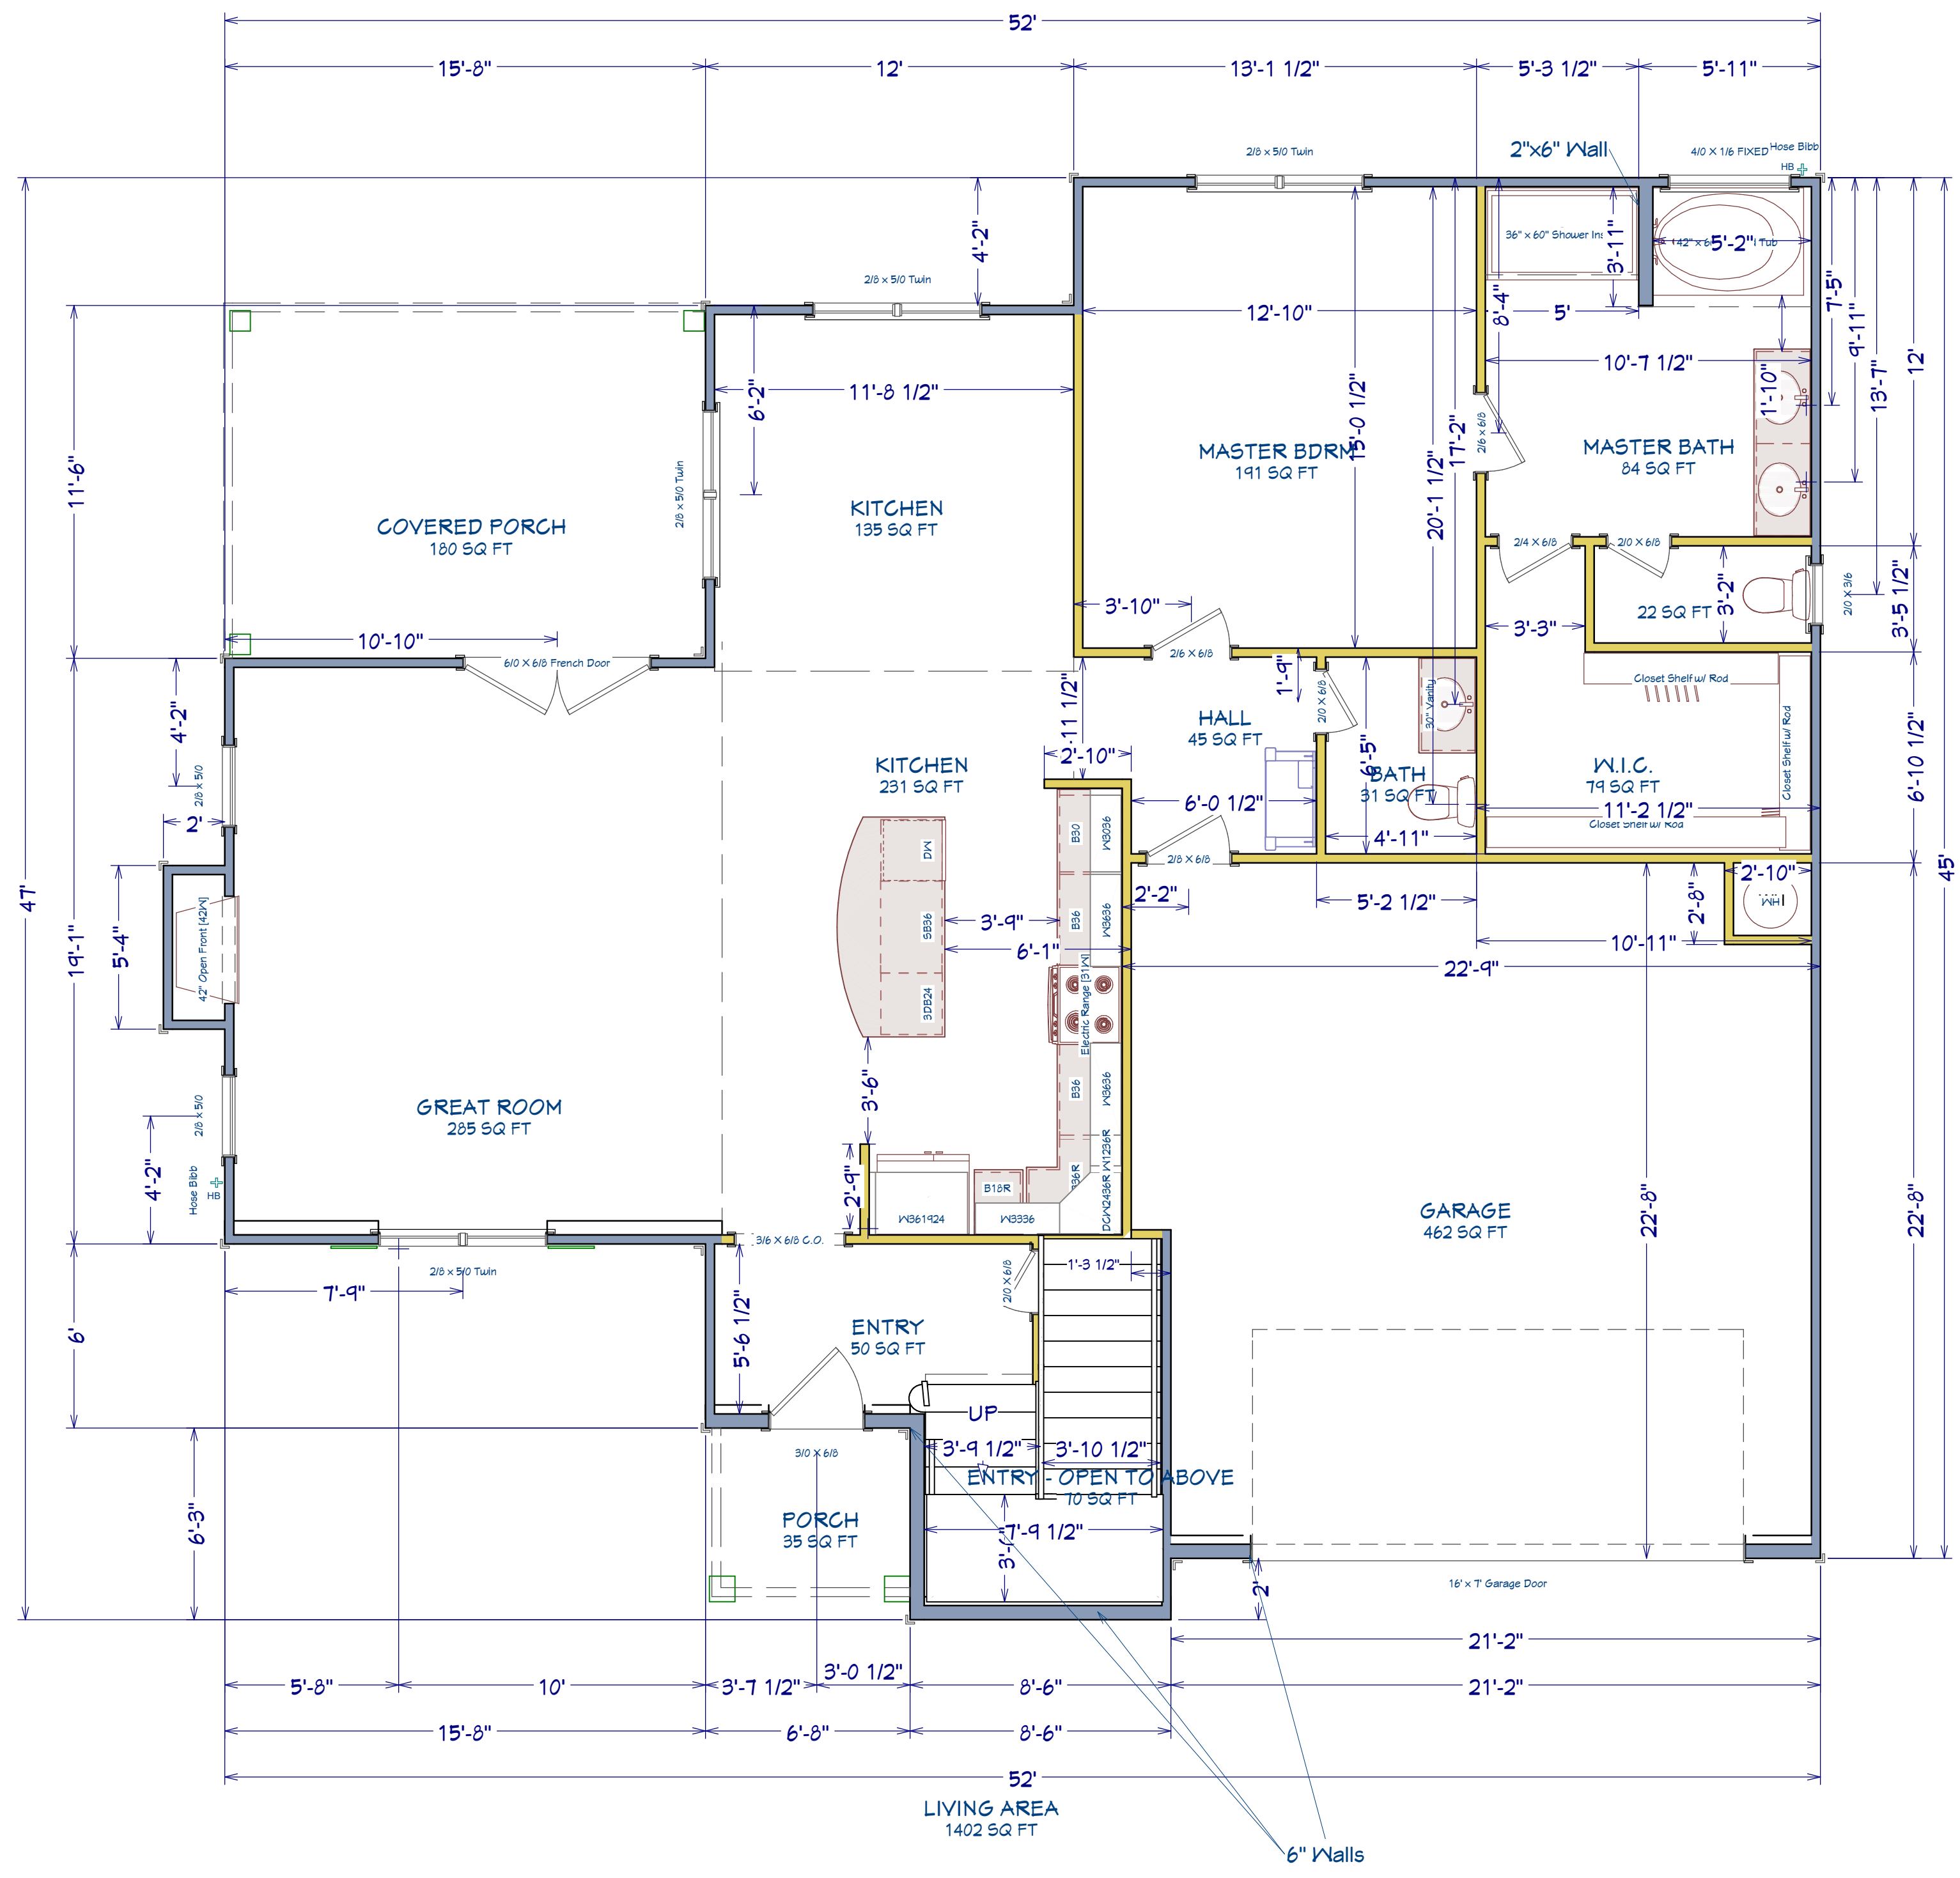 52'
15'-8"
12'
13'-1 1/2"
5'-3 1/2"
5'-11"
2/8 x 5/0 Twin
2"x6" Wall
4/0 X 1/6 FIXED
Hose Bibb
HB
4'-2"
2/8 x 5/0 Twin
36" x 60" Shower Ins
3'-11"
5'-2"
Tub
7'-5"
8'-4"
9'-11"
13'-7"
12'
12'-10"
5'
10'-7 1/2"
1'-10"
6'-2"
11'-8 1/2"
15'-0 1/2"
17'-2"
20'-1 1/2"
2/6 x 6/8
11'-6"
2/8 x 5/0 Twin
COVERED PORCH
180 SQ FT
KITCHEN
135 SQ FT
MASTER BDRM
191 SQ FT
MASTER BATH
84 SQ FT
2/4 X 6/8
2/0 X 6/8
3'-2"
22 SQ FT
2/0 X 3/6
3'-5 1/2"
3'-10"
3'-3"
10'-10"
6/0 X 6/8 French Door
2/6 X 6/8
1'-9"
2/0 X 6/8
30" Vanity
Closet Shelf w/ Rod
Closet Shelf w/ Rod
4'-2"
2/8 x 5/0
2'
-11 1/2"
HALL
45 SQ FT
2'-10"
6'-5"
BATH
31 SQ FT
W.I.C.
79 SQ FT
6'-10 1/2"
KITCHEN
231 SQ FT
6'-0 1/2"
11'-2 1/2"
4'-11"
Closet Shelf w/ Rod
2/8 X 6/8
47'
45'
19'-1"
5'-4"
42" Open Front [42W]
DW
SB36
3DB24
B30
W3036
B36
W3636
3'-9"
6'-1"
2'-2"
5'-2 1/2"
2'-8"
2'-10"
WH
10'-11"
22'-9"
Electric Range [31W]
B36
W3636
3'-6"
GREAT ROOM
285 SQ FT
2/8 x 5/0
4'-2"
Hose Bibb
HB
2'-9"
W361924
B18R
W3336
W1236R
DCW2436R
GARAGE
462 SQ FT
22'-8"
22'-8"
3/6 X 6/8 C.O.
2/8 x 5/0 Twin
7'-9"
6'
5'-6 1/2"
2/0 X 6/8
1'-3 1/2"
ENTRY
50 SQ FT
UP
3'-9 1/2"
3'-10 1/2"
3/0 X 6/8
ENTRY - OPEN TO ABOVE
70 SQ FT
6'-3"
PORCH
35 SQ FT
7'-9 1/2"
2'
16' x 7' Garage Door
21'-2"
5'-8"
10'
3'-7 1/2"
3'-0 1/2"
8'-6"
21'-2"
15'-8"
6'-8"
8'-6"
52'
LIVING AREA
1402 SQ FT
6" Walls